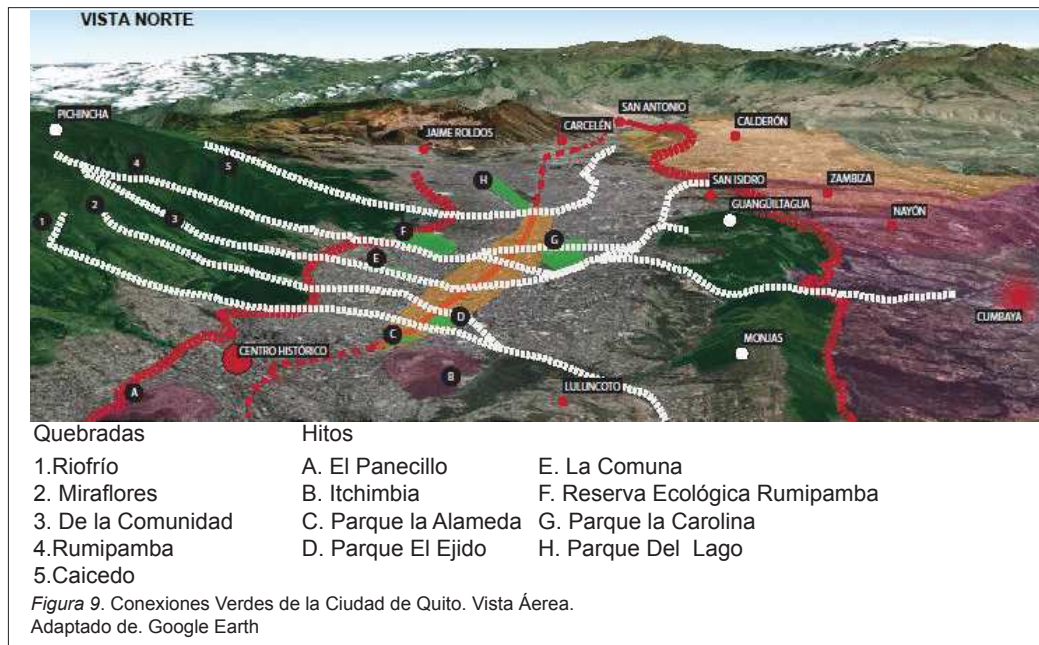 VISTA NORTE
PICHINCHA
SAN ANTONIO
JAIME ROLDOS
CARCELÉN
CALDERÓN
4
5
H
SAN ISIDRO
ZAMBIZA
1
2
3
GUANGÜILTAGUA
NAYÓN
F
G
E
CUMBAYA
D
C
CENTRO HISTÓRICO
MONJAS
A
B
LULUNCOTO
Quebradas
1.Riofrío
2. Miraflores
3. De la Comunidad
4.Rumipamba
5.Caicedo
Hitos
A. El Panecillo
B. Itchimbia
C. Parque la Alameda
D. Parque El Ejido
E. La Comuna
F. Reserva Ecológica Rumipamba
G. Parque la Carolina
H. Parque Del Lago
Figura 9. Conexiones Verdes de la Ciudad de Quito. Vista Áerea.
Adaptado de. Google Earth